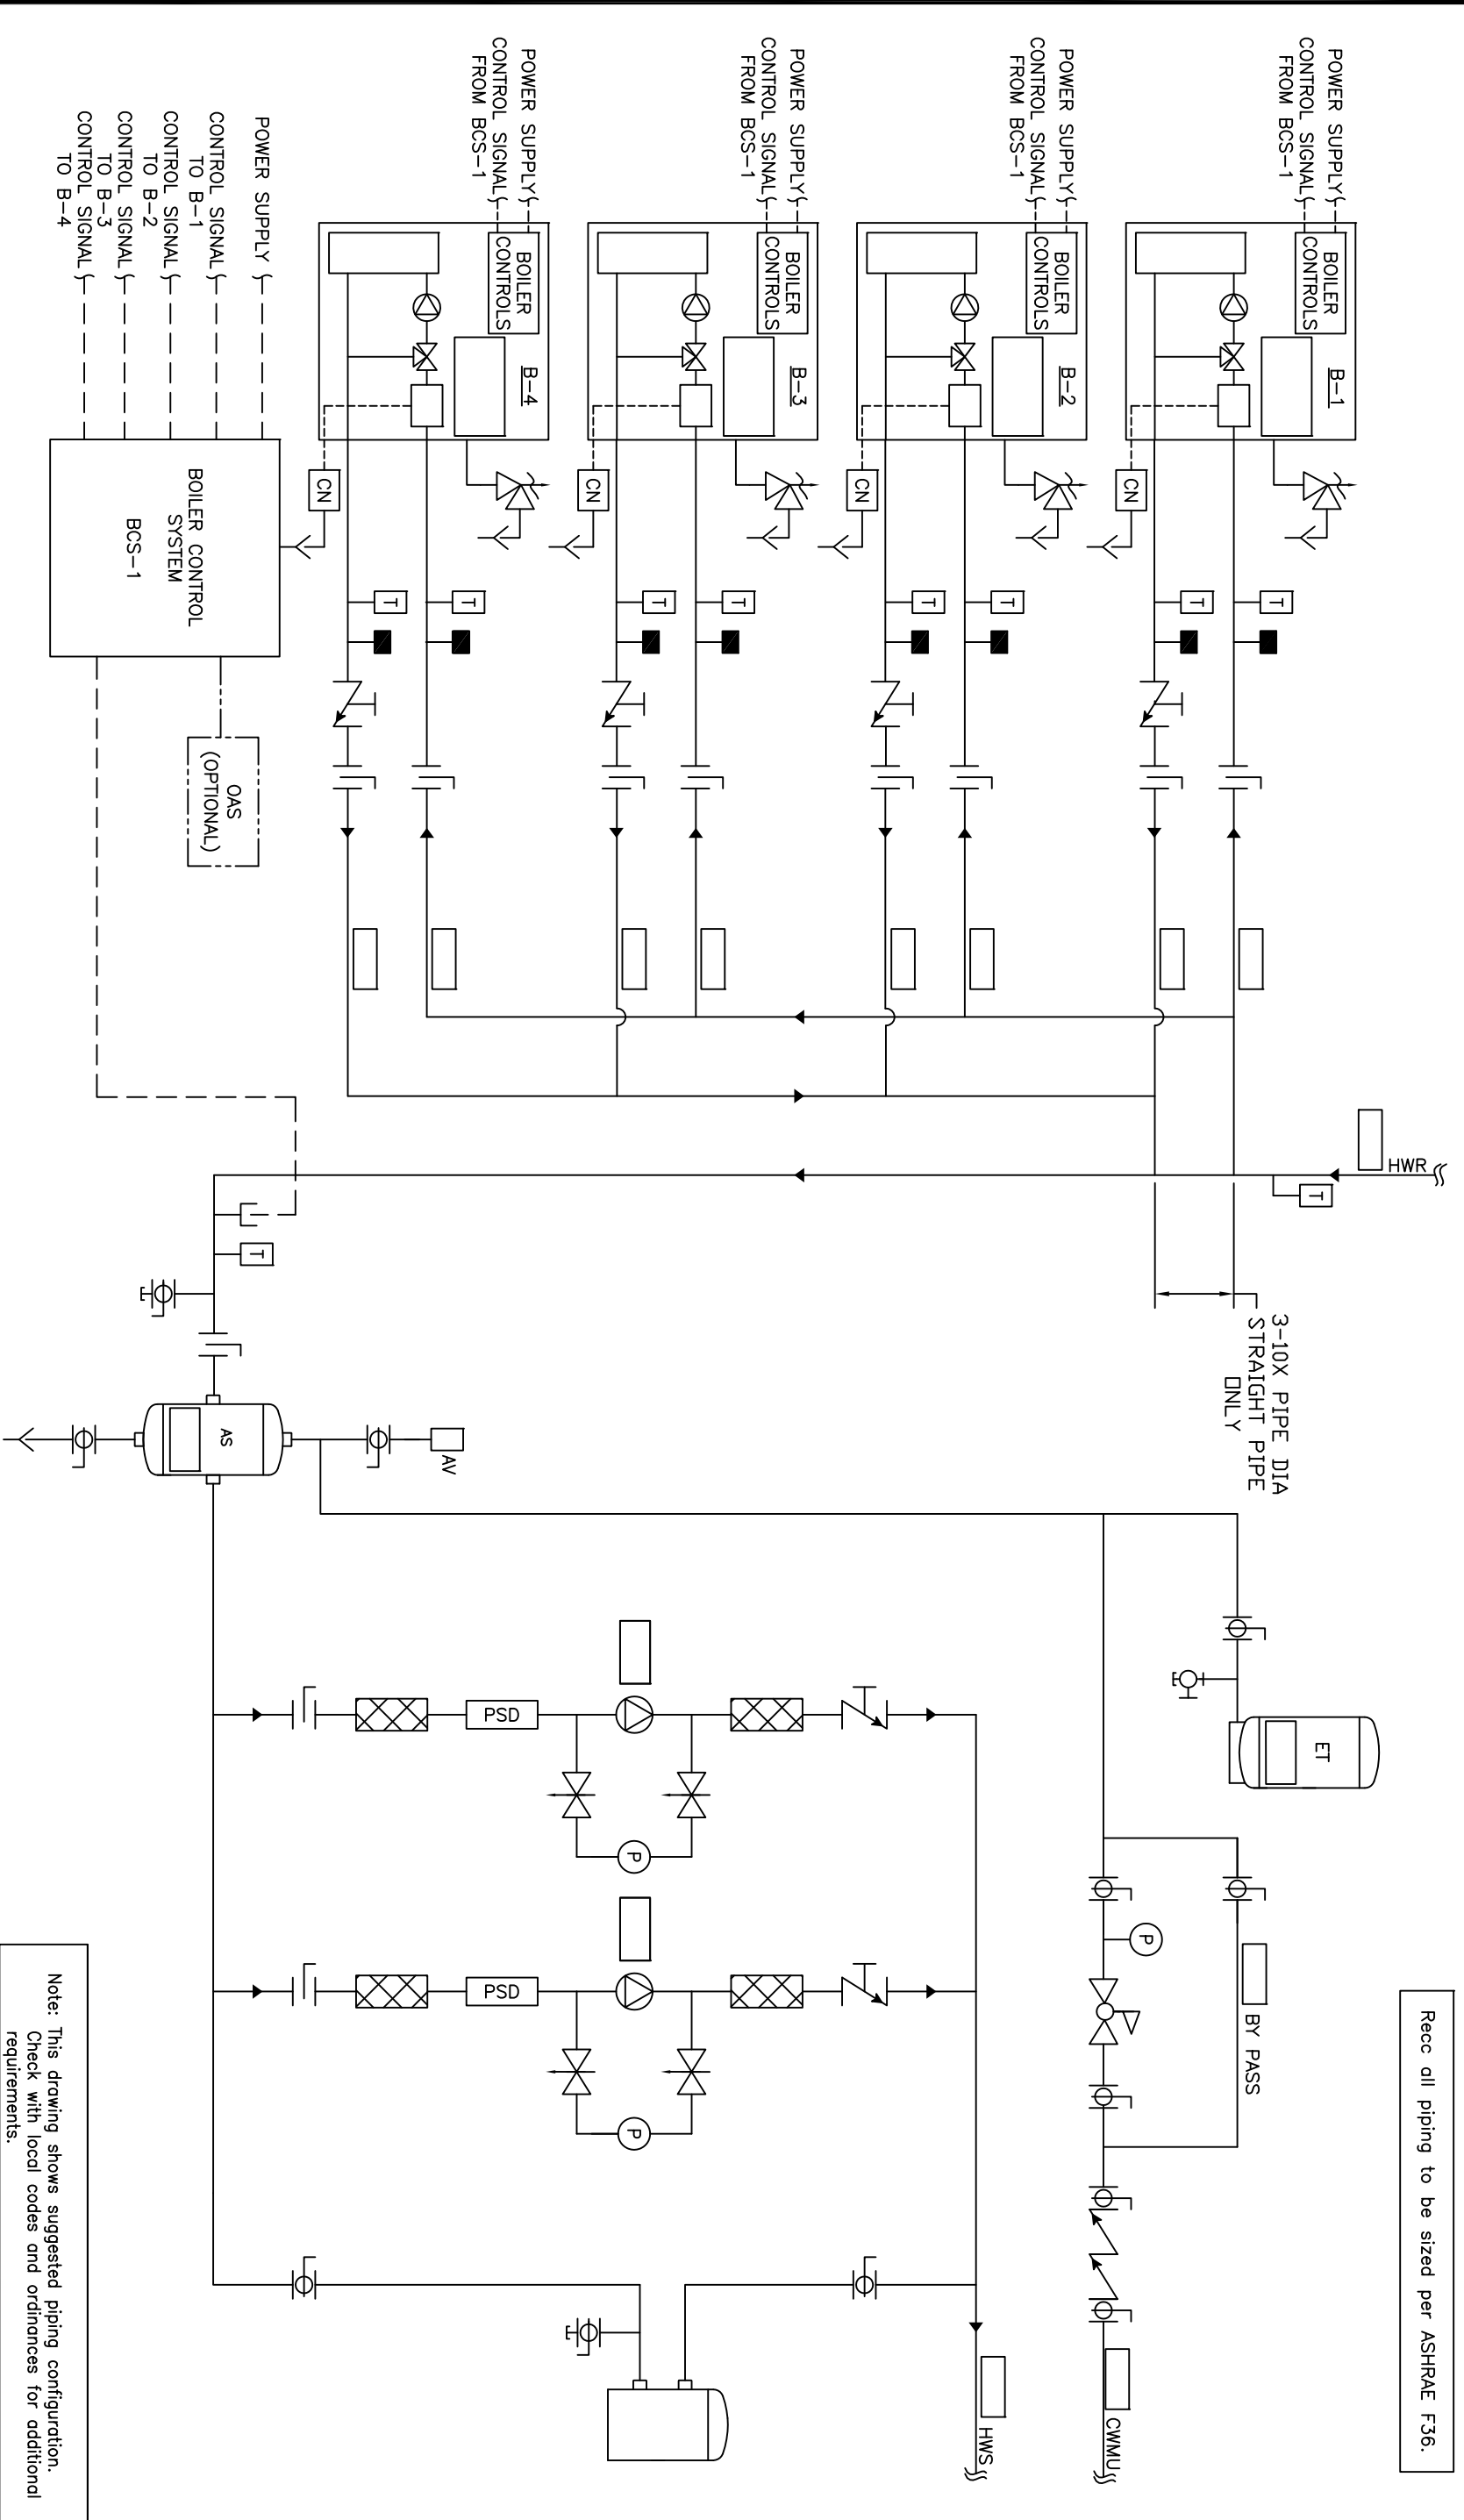 POWER SUPPLY
CONTROL SIGNAL
FROM BCS-1
BOILER
CONTROLS
B-1
CN
T
T
POWER SUPPLY
CONTROL SIGNAL
FROM BCS-1
BOILER
CONTROLS
B-2
CN
T
T
POWER SUPPLY
CONTROL SIGNAL
FROM BCS-1
BOILER
CONTROLS
B-3
CN
T
T
POWER SUPPLY
CONTROL SIGNAL
FROM BCS-1
BOILER
CONTROLS
B-4
CN
T
T
POWER SUPPLY
CONTROL SIGNAL
TO B-1
CONTROL SIGNAL
TO B-2
CONTROL SIGNAL
TO B-3
CONTROL SIGNAL
TO B-4
BOILER CONTROL
SYSTEM
BCS-1
OAS
(OPTIONAL)
HWR
T
T
3-10X PIPE DIA
STRAIGHT PIPE
ONLY
AS
AV
ET
PSD
P
PSD
P
P
BY PASS
CWMU
HWS
Recc all piping to be sized per ASHRAE F36.
Note: This drawing shows suggested piping configuration.
Check with local codes and ordinances for additional
requirements.